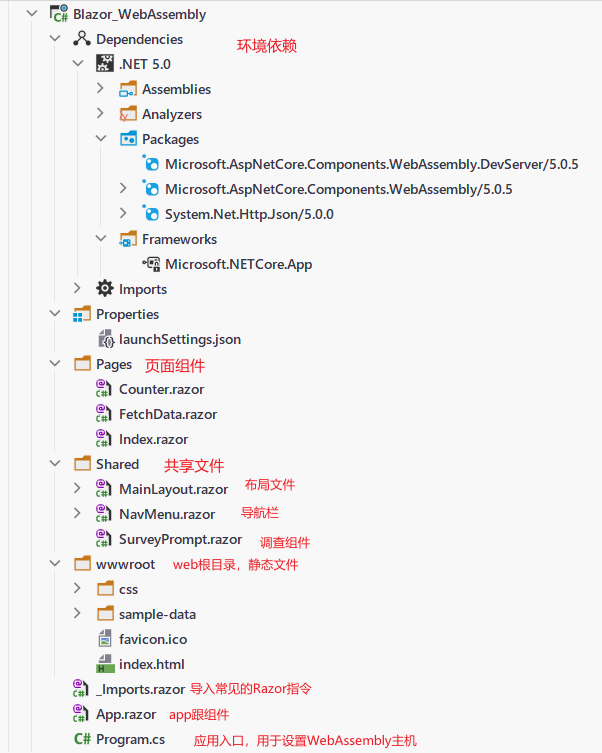 Blazor_WebAssembly
Dependencies 环境依赖
.NET 5.0
Assemblies
Analyzers
Packages
Microsoft.AspNetCore.Components.WebAssembly.DevServer/5.0.5
Microsoft.AspNetCore.Components.WebAssembly/5.0.5
System.Net.Http.Json/5.0.0
Frameworks
Microsoft.NETCore.App
Imports
Properties
launchSettings.json
Pages 页面组件
Counter.razor
FetchData.razor
Index.razor
Shared 共享文件
MainLayout.razor 布局文件
NavMenu.razor 导航栏
SurveyPrompt.razor 调查组件
wwwroot web根目录，静态文件
css
sample-data
favicon.ico
index.html
_Imports.razor 导入常见的Razor指令
App.razor app跟组件
Program.cs 应用入口，用于设置WebAssembly主机